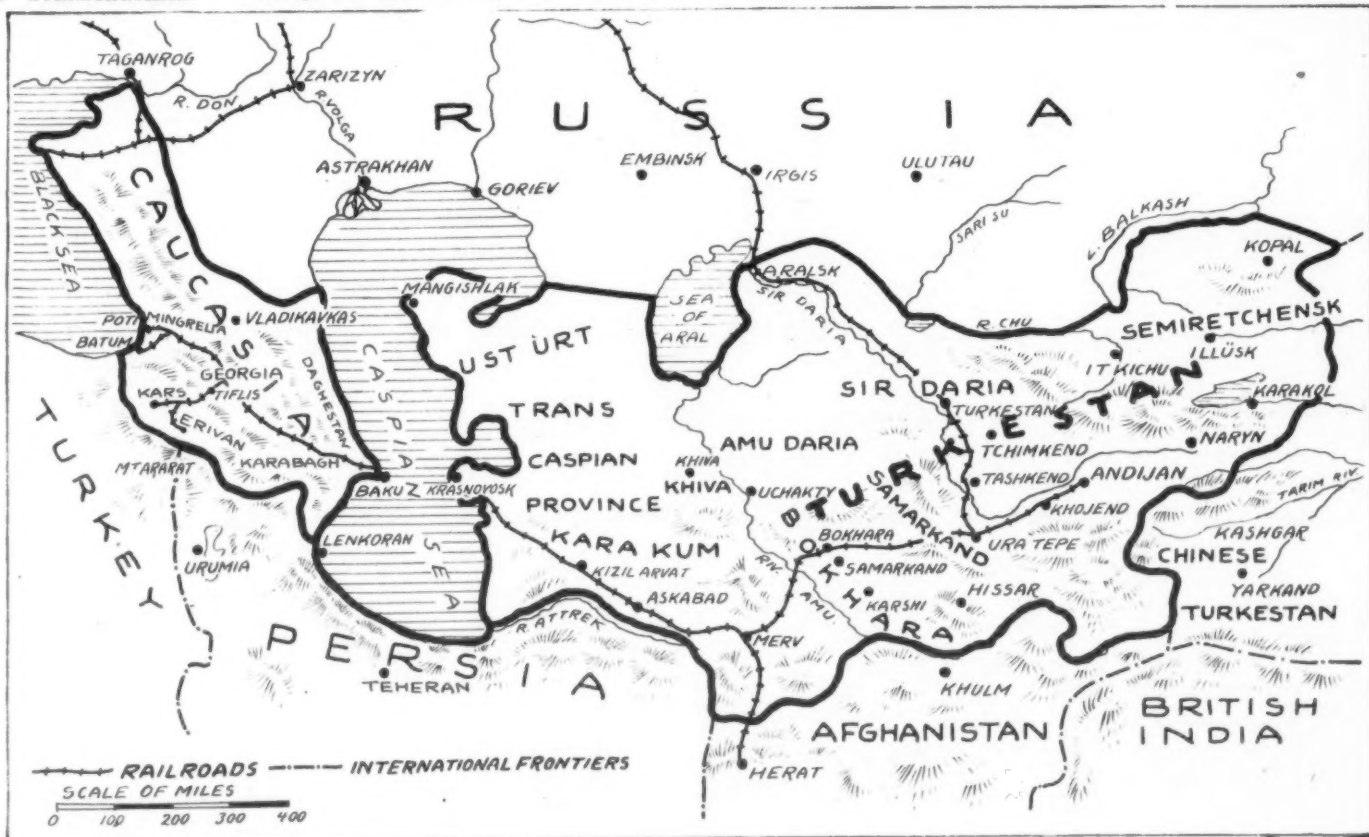 TAGANROG
ZARIZYN
R. DON
R. VOLGA
RUSSIA
ASTRAKHAN
GORIEV
EMBINSK
IRGIS
ULUTAU
SARI SU
L. BALKASH
KOPAL
BLACK SEA
CAUCASIA
MANGISHLAK
ARALSK
SIR DARIA
SEA OF
ARAL
R. CHU
SEMIRETCHENSK
ILLÜSK
POTI
MINGRELIA
VLADIKAVKAS
BATUM
UST ÜRT
IT KICHU
GEORGIA
DAGHESTAN
CASPIAN
SEA
SIR DARIA
KARAKOL
KARS
TIFLIS
TRANS
CASPIAN
PROVINCE
TURKESTAN
TURKESTAN
ERIVAN
AMU DARIA
TCHIMKEND
NARYN
TURKEY
MT ARARAT
KARABAGH
BAKU
KRASNOVOSK
KHIVA
KHIVA
UCHAKTY
SAMARKAND
TASHKEND
ANDIJAN
TARIM RIV.
KHOJEND
KARA KUM
BOKHARA
BOKHARA
URA TEPE
KASHGAR
LENKORAN
URUMIA
KIZIL ARVAT
RIV.
AMU
SAMARKAND
CHINESE
TURKESTAN
YARKAND
ASKABAD
KARSHI
HISSAR
R. ATTREK
MERV
PERSIA
TEHERAN
KHULM
AFGHANISTAN
BRITISH
INDIA
HERAT
RAILROADS
INTERNATIONAL FRONTIERS
SCALE OF MILES
0 100 200 300 400